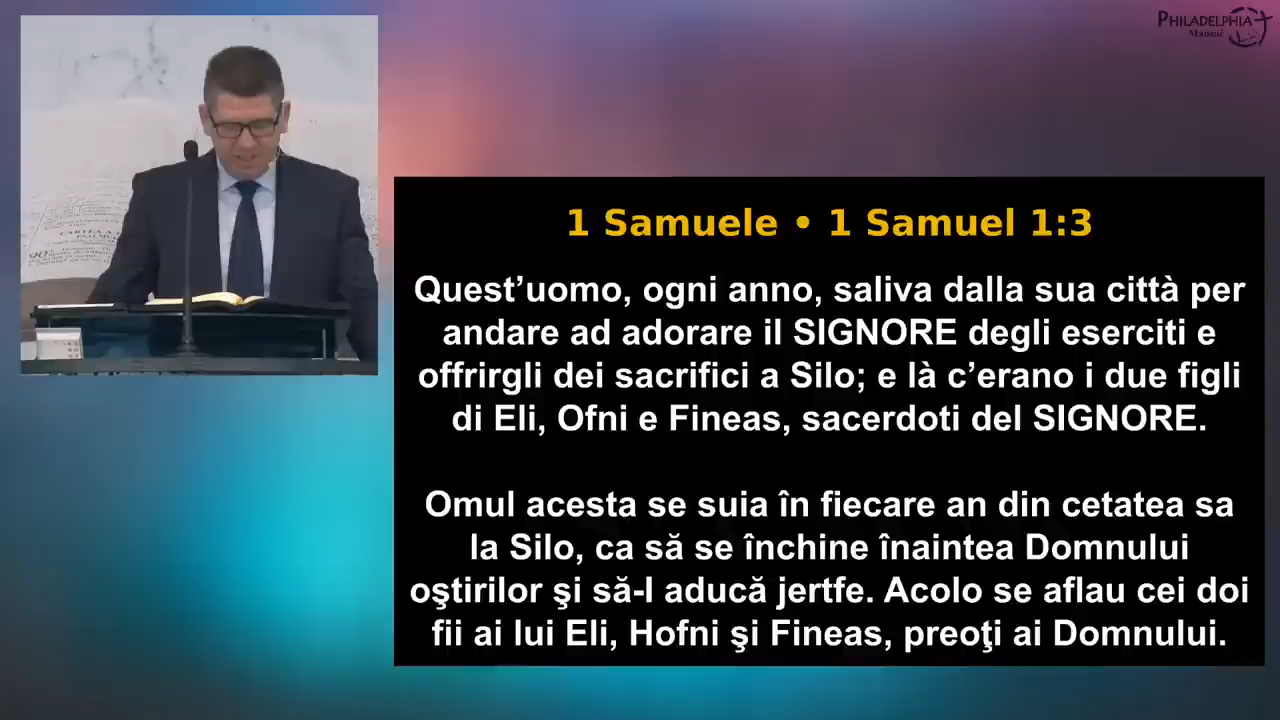 PHILADELPHIA
1 Samuele • 1 Samuel 1:3
Quest’uomo, ogni anno, saliva dalla sua città per
andare ad adorare il SIGNORE degli eserciti e
offrirgli dei sacrifici a Silo; e là c’erano i due figli
di Eli, Ofni e Fineas, sacerdoti del SIGNORE.
Omul acesta se suia în fiecare an din cetatea sa
la Silo, ca să se închine înaintea Domnului
oştirilor şi să-I aducă jertfe. Acolo se aflau cei doi
fii ai lui Eli, Hofni şi Fineas, preoţi ai Domnului.